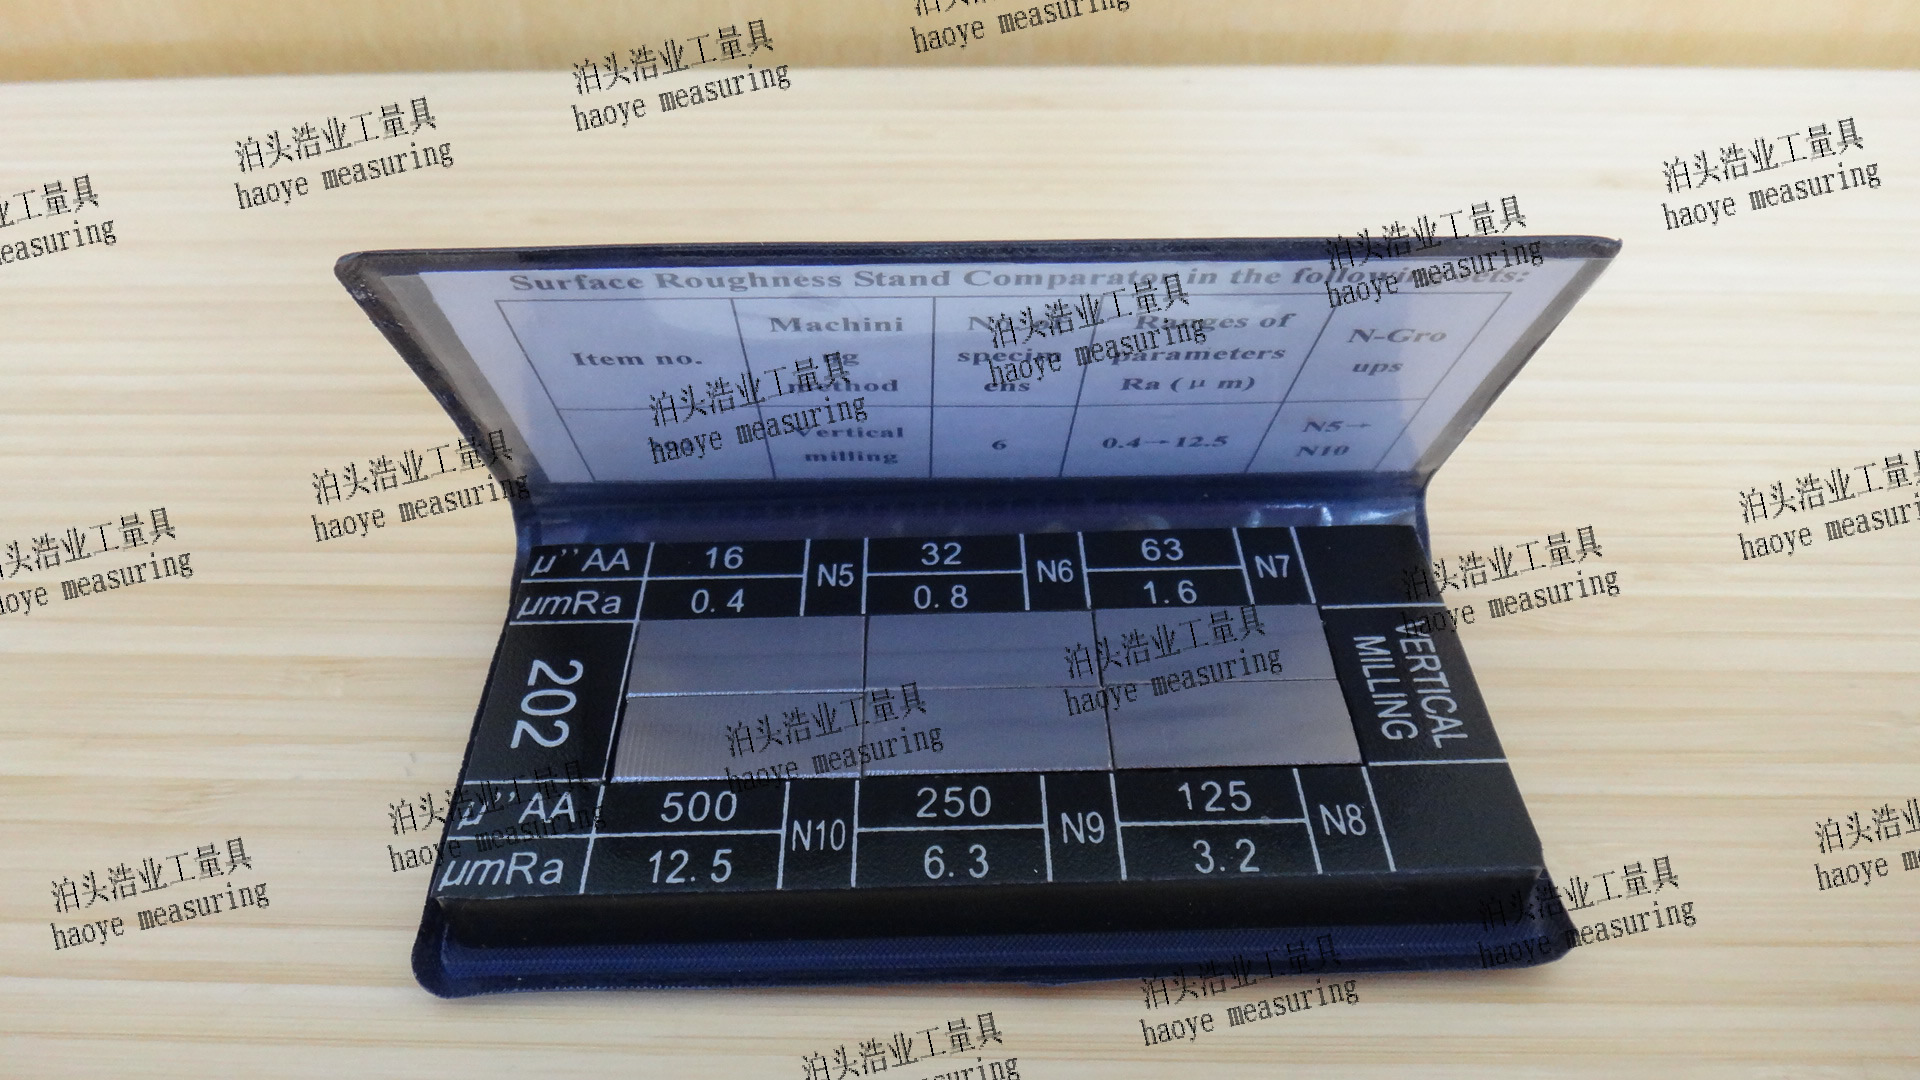 Surface Roughness Stand Comparator in the following sets:
Item no.
Machini
ng
method
No. of
specim
ens
Ranges of
parameters
Ra (μ m)
N-Gro
ups
Vertical
milling
6
0.4→12.5
N5→
N10
μ’’AA 16 N5 32 N6 63 N7
μmRa 0.4 0.8 1.6
202
VERTICAL
MILLING
μ’’AA 500 N10 250 N9 125 N8
μmRa 12.5 6.3 3.2
泊头浩业工量具
haoye measuring